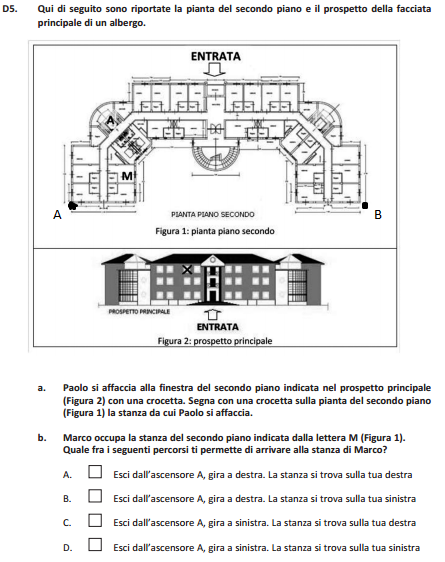 D5. Qui di seguito sono riportate la pianta del secondo piano e il prospetto della facciata
principale di un albergo.
ENTRATA
A
M
A
B
PIANTA PIANO SECONDO
Figura 1: pianta piano secondo
PROSPETTO PRINCIPALE
ENTRATA
Figura 2: prospetto principale
a. Paolo si affaccia alla finestra del secondo piano indicata nel prospetto principale
(Figura 2) con una crocetta. Segna con una crocetta sulla pianta del secondo piano
(Figura 1) la stanza da cui Paolo si affaccia.
b. Marco occupa la stanza del secondo piano indicata dalla lettera M (Figura 1).
Quale fra i seguenti percorsi ti permette di arrivare alla stanza di Marco?
A. Esci dall'ascensore A, gira a destra. La stanza si trova sulla tua destra
B. Esci dall'ascensore A, gira a destra. La stanza si trova sulla tua sinistra
C. Esci dall'ascensore A, gira a sinistra. La stanza si trova sulla tua destra
D. Esci dall'ascensore A, gira a sinistra. La stanza si trova sulla tua sinistra